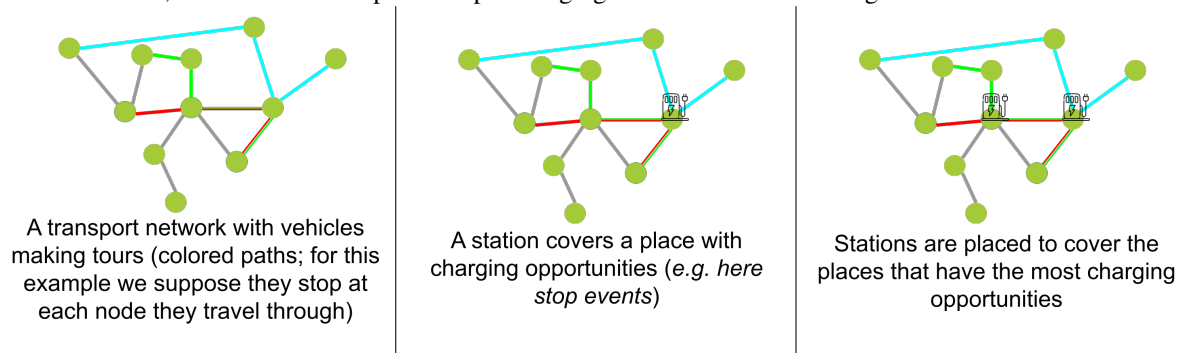 A transport network with vehicles
making tours (colored paths; for this
example we suppose they stop at
each node they travel through)
A station covers a place with
charging opportunities (e.g. here
stop events)
Stations are placed to cover the
places that have the most charging
opportunities